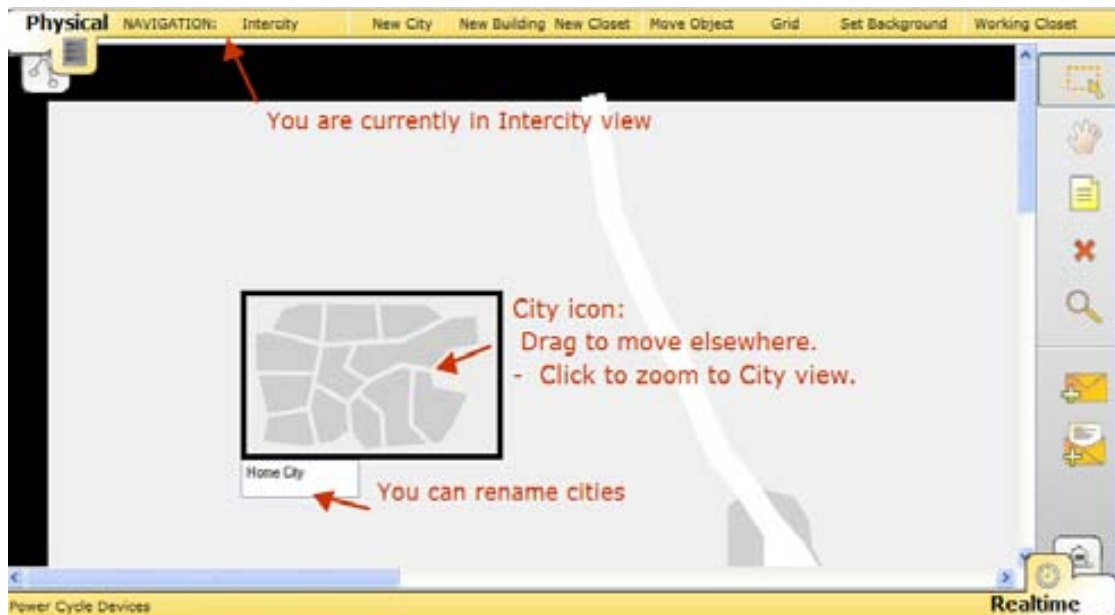 Physical NAVIGATION: Intercity New City New Building New Closet Move Object Grid Set Background Working Closet
You are currently in Intercity view
City icon:
Drag to move elsewhere.
- Click to zoom to City view.
Home City
You can rename cities
Power Cycle Devices Realtime